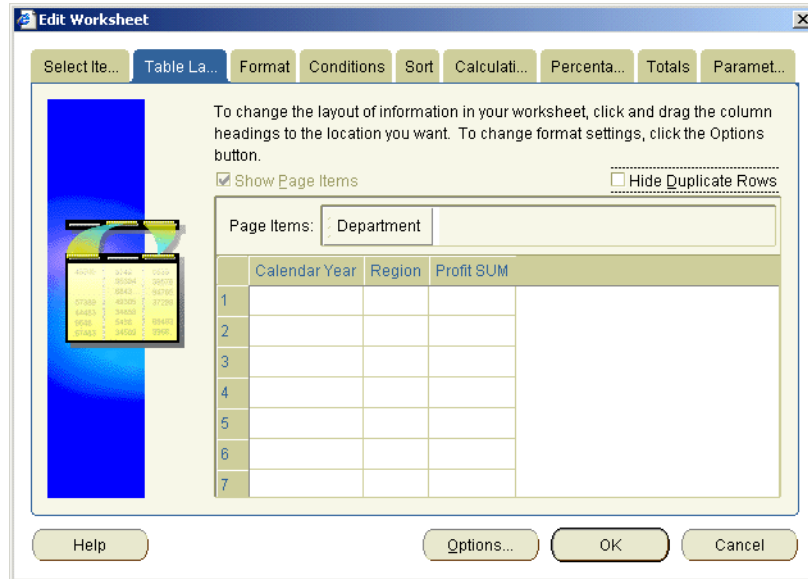 Edit Worksheet
Select Ite... Table La... Format Conditions Sort Calculati... Percenta... Totals Paramet...
To change the layout of information in your worksheet, click and drag the column
headings to the location you want. To change format settings, click the Options
button.
Show Page Items Hide Duplicate Rows
Page Items: Department
Calendar Year Region Profit SUM
1
2
3
4
5
6
7
Help Options... OK Cancel